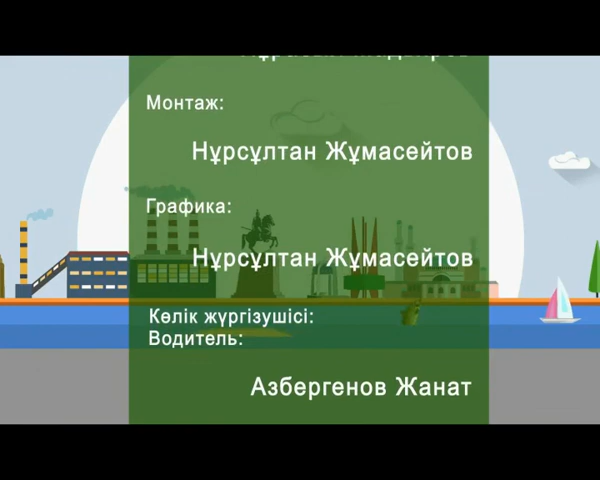 Монтаж:
Нұрсұлтан Жұмасейтов
Графика:
Нұрсұлтан Жұмасейтов
Көлік жүргізушісі:
Водитель:
Азбергенов Жанат